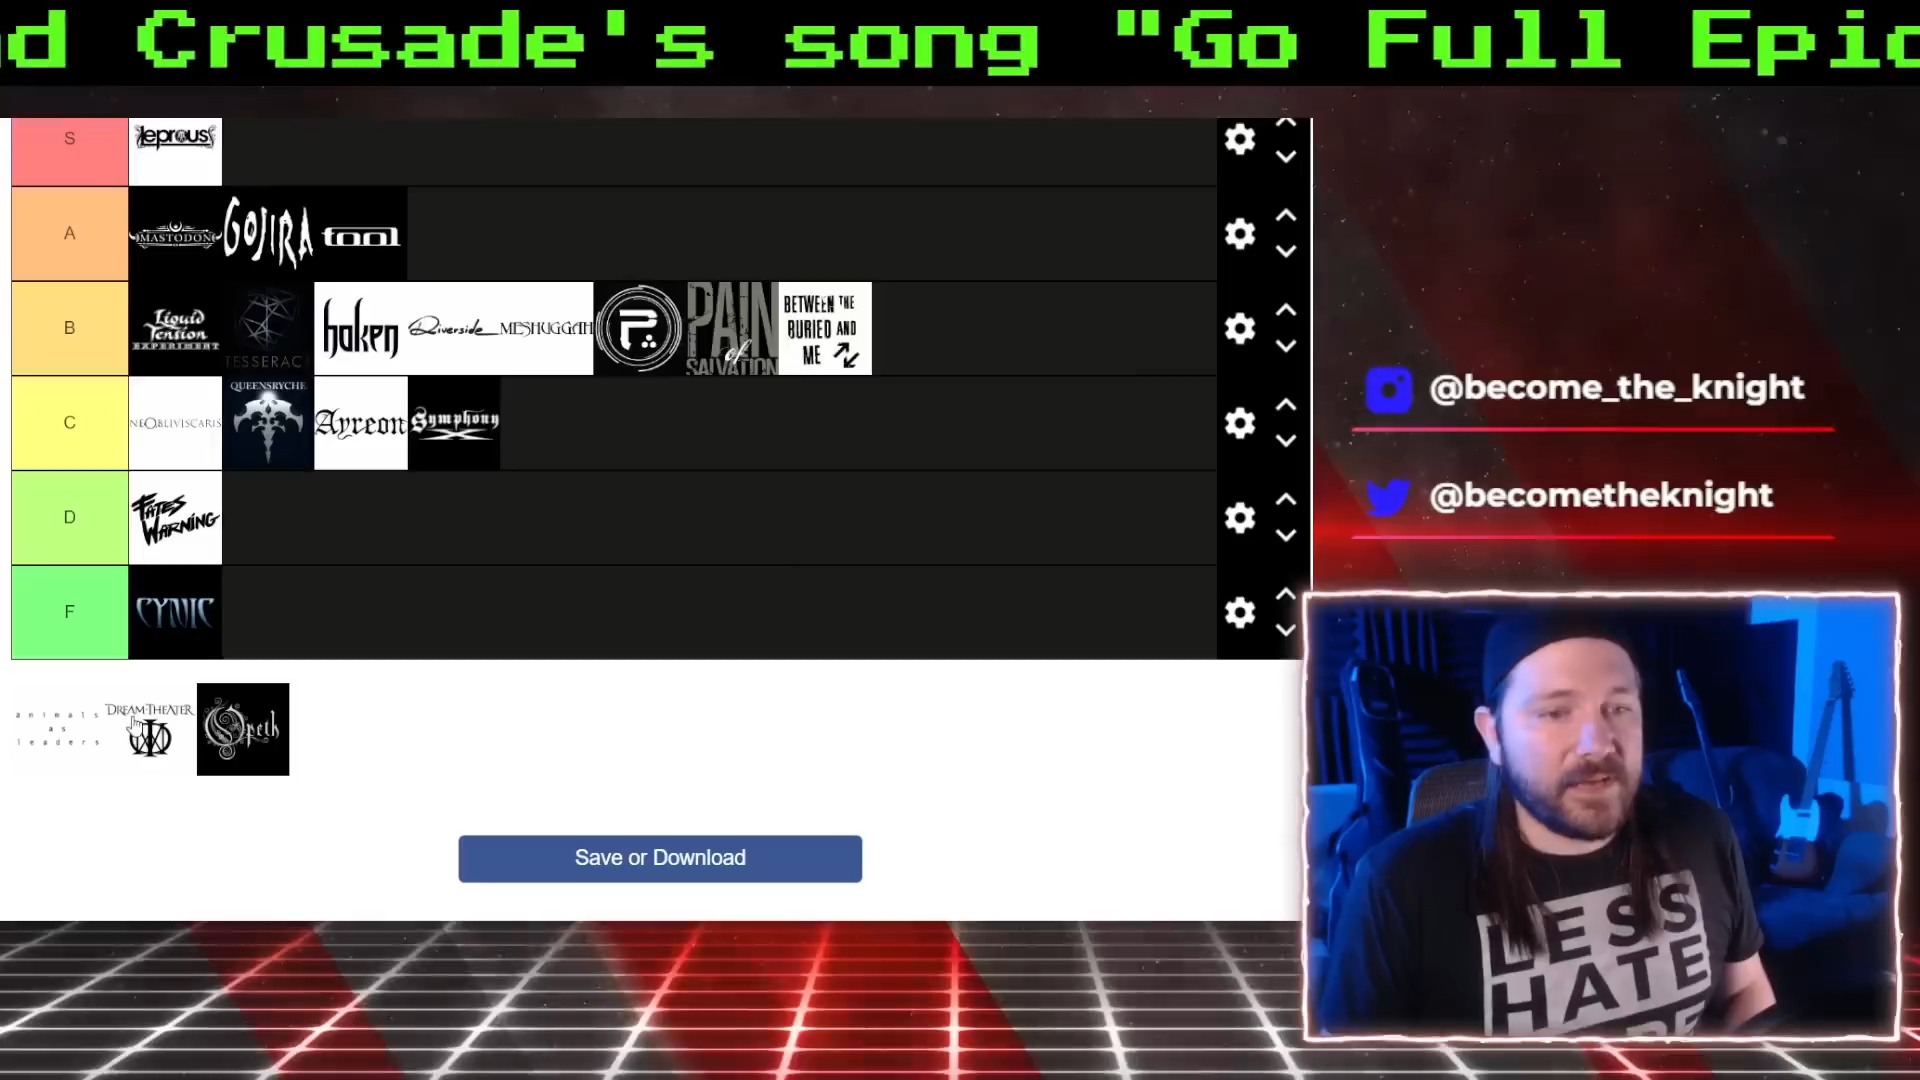 d Crusade's song "Go Full Epic
S
leprous
A
MASTODON
GOJIRA
tool
B
Liquid
Tension
EXPERIMENT
TESSERAC
haken
Riverside
MESHUGGAH
P
PAIN
of
SALVATION
BETWEEN THE
BURIED AND
ME
C
NE OBLIVISCARIS
QUEENSRŸCHE
Ayreon
Symphony
X
D
FATES
WARNING
F
CYNIC
animals
as
leaders
DREAM THEATER
Opeth
Save or Download
@become_the_knight
@becometheknight
LESS
HATE